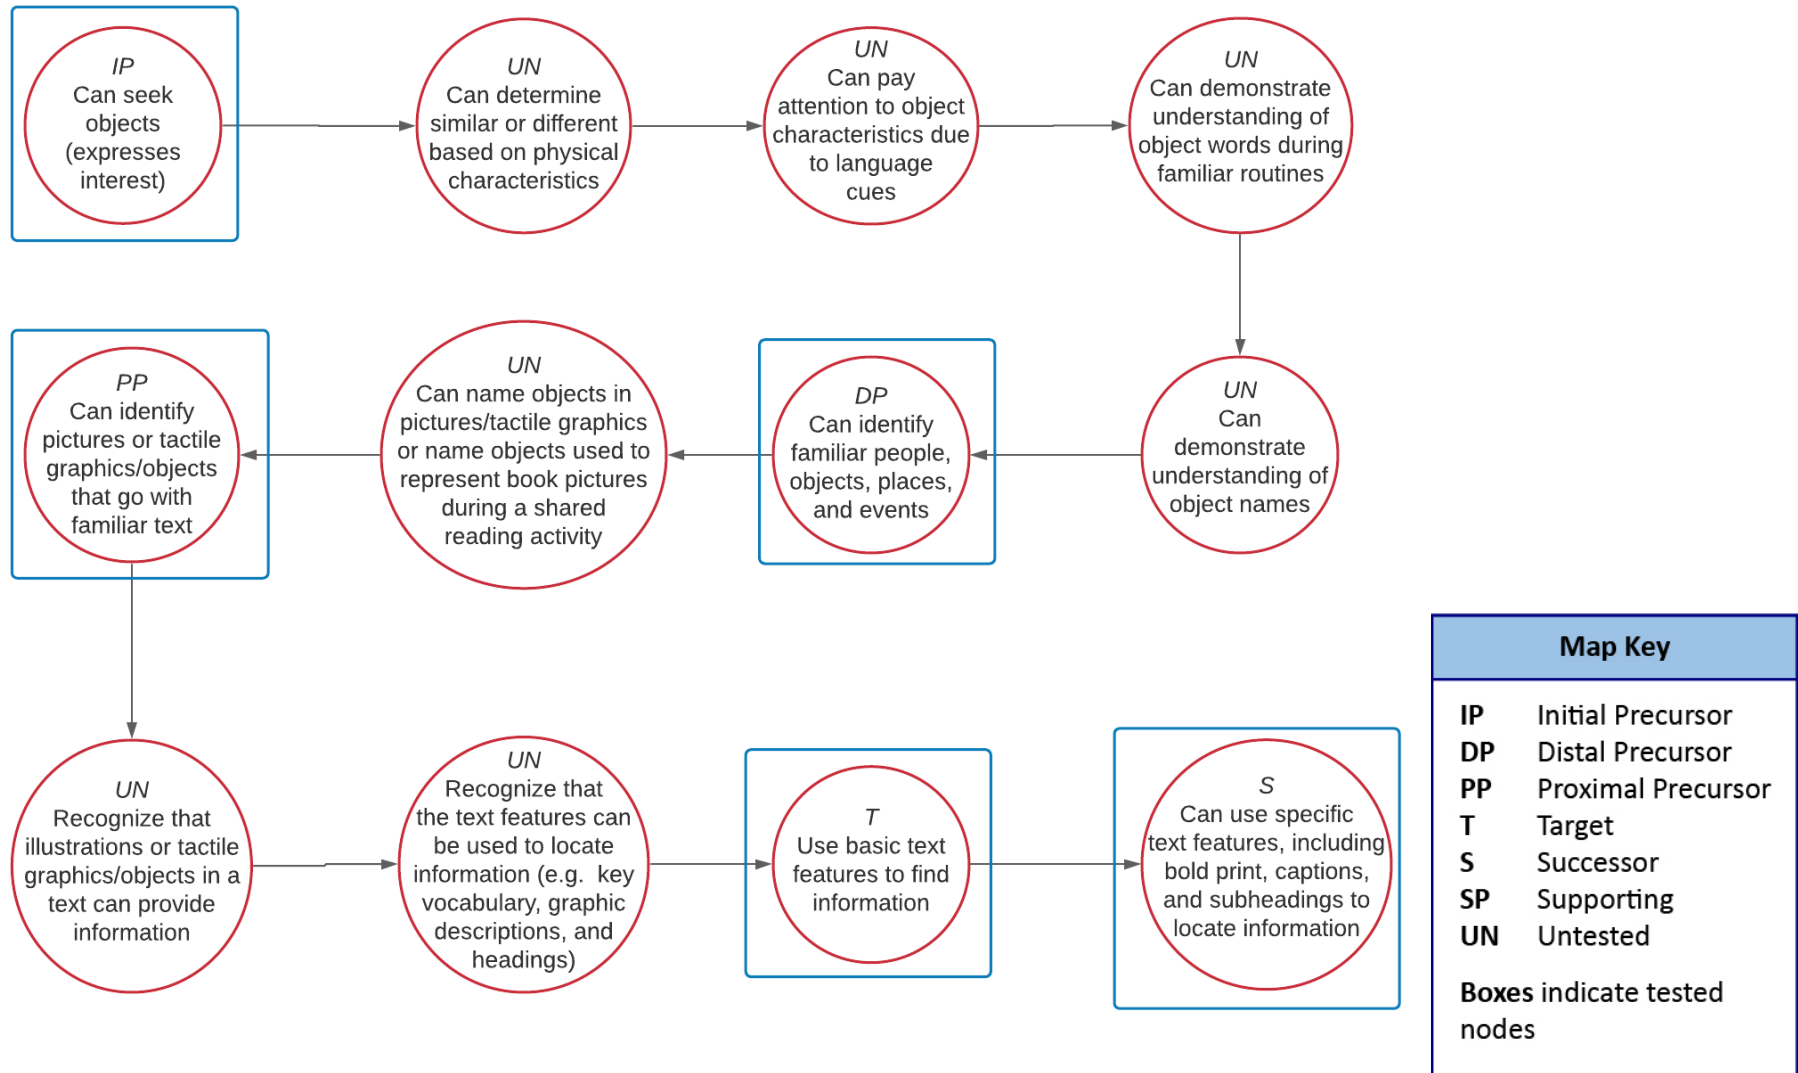 IP
Can seek
objects
(expresses
interest)
UN
Can determine
similar or different
based on physical
characteristics
UN
Can pay
attention to object
characteristics due
to language
cues
UN
Can demonstrate
understanding of
object words during
familiar routines
PP
Can identify
pictures or tactile
graphics/objects
that go with
familiar text
UN
Can name objects in
pictures/tactile graphics
or name objects used to
represent book pictures
during a shared
reading activity
DP
Can identify
familiar people,
objects, places,
and events
UN
Can
demonstrate
understanding of
object names
UN
Recognize that
illustrations or tactile
graphics/objects in a
text can provide
information
UN
Recognize that
the text features can
be used to locate
information (e.g. key
vocabulary, graphic
descriptions, and
headings)
T
Use basic text
features to find
information
S
Can use specific
text features, including
bold print, captions,
and subheadings to
locate information
Map Key
IP Initial Precursor
DP Distal Precursor
PP Proximal Precursor
T Target
S Successor
SP Supporting
UN Untested
Boxes indicate tested
nodes